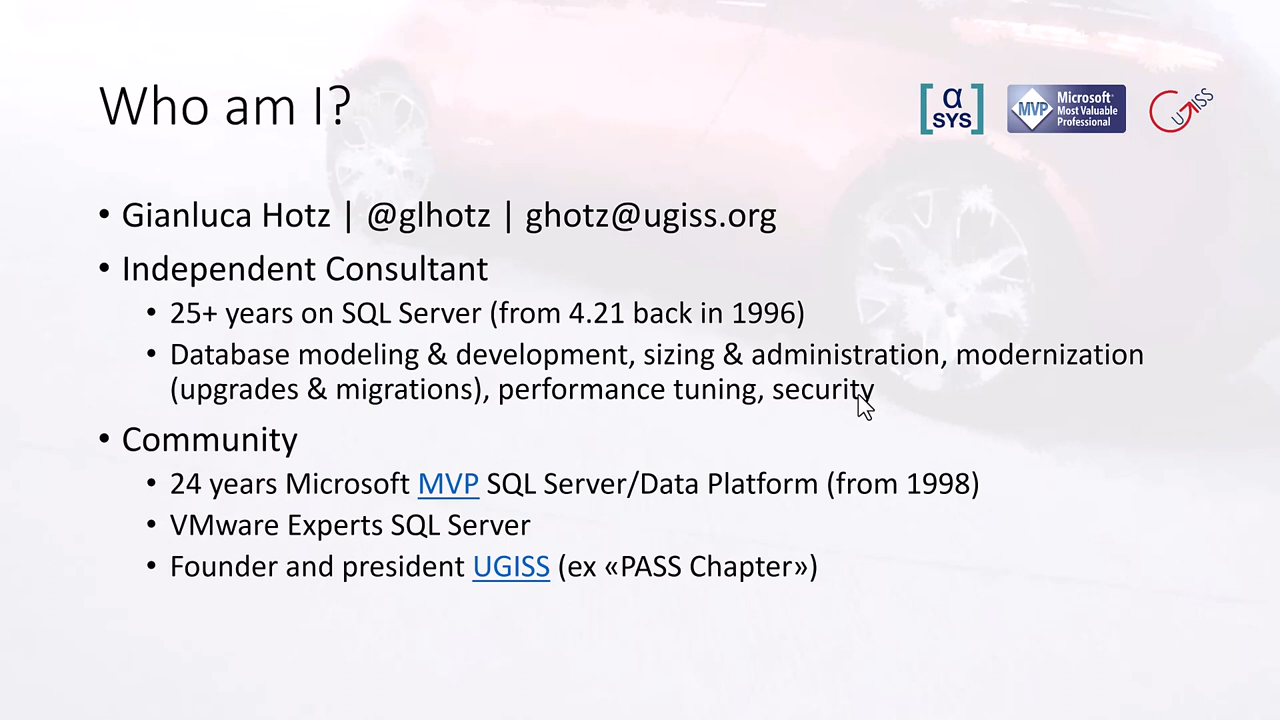 Who am I?
α
SYS
MVP
Microsoft®
Most Valuable
Professional
UGISS
• Gianluca Hotz | @glhotz | ghotz@ugiss.org
• Independent Consultant
• 25+ years on SQL Server (from 4.21 back in 1996)
• Database modeling & development, sizing & administration, modernization
(upgrades & migrations), performance tuning, security
• Community
• 24 years Microsoft MVP SQL Server/Data Platform (from 1998)
• VMware Experts SQL Server
• Founder and president UGISS (ex «PASS Chapter»)